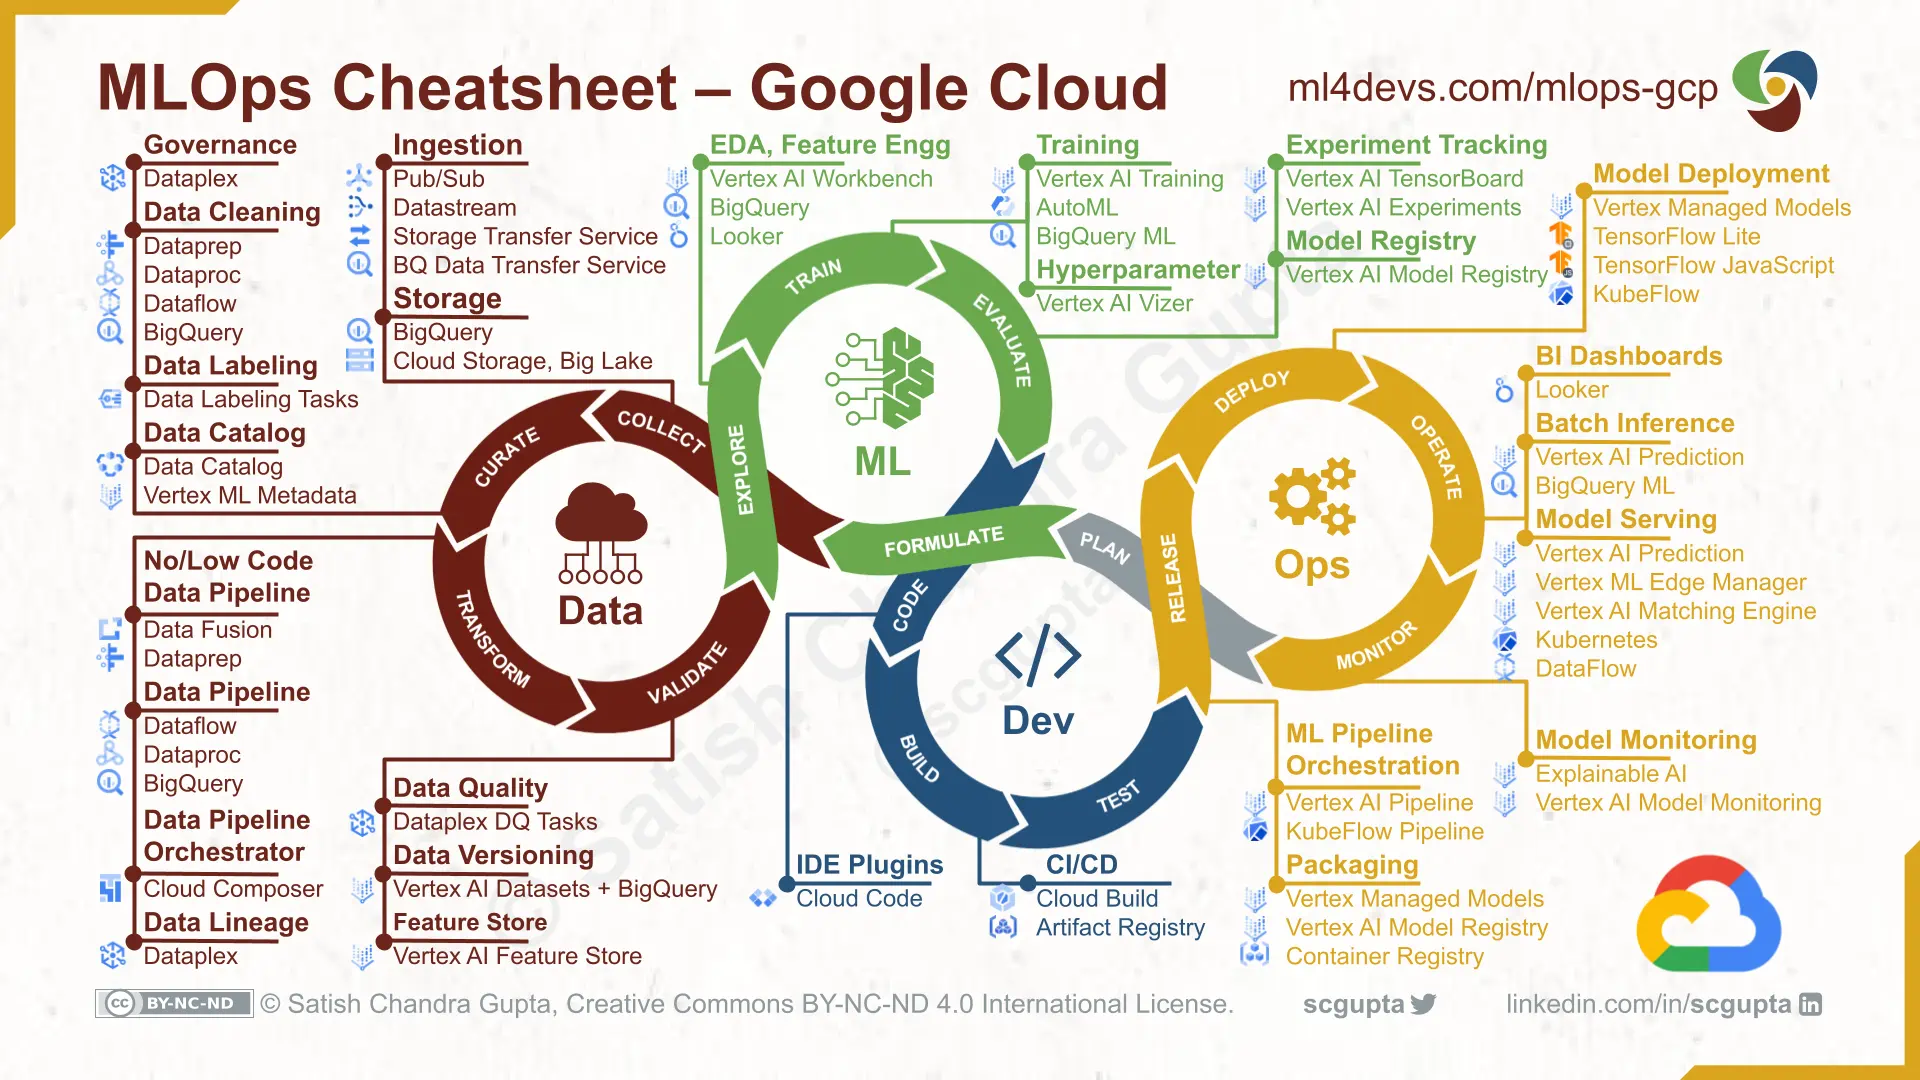 MLOps Cheatsheet – Google Cloud
ml4devs.com/mlops-gcp
Governance
Dataplex
Data Cleaning
Dataprep
Dataproc
Dataflow
BigQuery
Data Labeling
Data Labeling Tasks
Data Catalog
Data Catalog
Vertex ML Metadata
Ingestion
Pub/Sub
Datastream
Storage Transfer Service
BQ Data Transfer Service
Storage
BigQuery
Cloud Storage, Big Lake
EDA, Feature Engg
Vertex AI Workbench
BigQuery
Looker
Training
Vertex AI Training
AutoML
BigQuery ML
Hyperparameter
Vertex AI Vizer
Experiment Tracking
Vertex AI TensorBoard
Vertex AI Experiments
Model Registry
Vertex AI Model Registry
Model Deployment
Vertex Managed Models
TensorFlow Lite
TensorFlow JavaScript
KubeFlow
BI Dashboards
Looker
Batch Inference
Vertex AI Prediction
BigQuery ML
Model Serving
Vertex AI Prediction
Vertex ML Edge Manager
Vertex AI Matching Engine
Kubernetes
DataFlow
CURATE
COLLECT
TRANSFORM
VALIDATE
Data
EXPLORE
TRAIN
EVALUATE
FORMULATE
ML
PLAN
CODE
BUILD
TEST
Dev
RELEASE
DEPLOY
OPERATE
MONITOR
Ops
No/Low Code
Data Pipeline
Data Fusion
Dataprep
Data Pipeline
Dataflow
Dataproc
BigQuery
Data Pipeline
Orchestrator
Cloud Composer
Data Lineage
Dataplex
Data Quality
Dataplex DQ Tasks
Data Versioning
Vertex AI Datasets + BigQuery
Feature Store
Vertex AI Feature Store
IDE Plugins
Cloud Code
CI/CD
Cloud Build
Artifact Registry
ML Pipeline
Orchestration
Vertex AI Pipeline
KubeFlow Pipeline
Packaging
Vertex Managed Models
Vertex AI Model Registry
Container Registry
Model Monitoring
Explainable AI
Vertex AI Model Monitoring
© Satish Chandra Gupta
@scgupta
cc BY-NC-ND
© Satish Chandra Gupta, Creative Commons BY-NC-ND 4.0 International License.
scgupta
linkedin.com/in/scgupta in